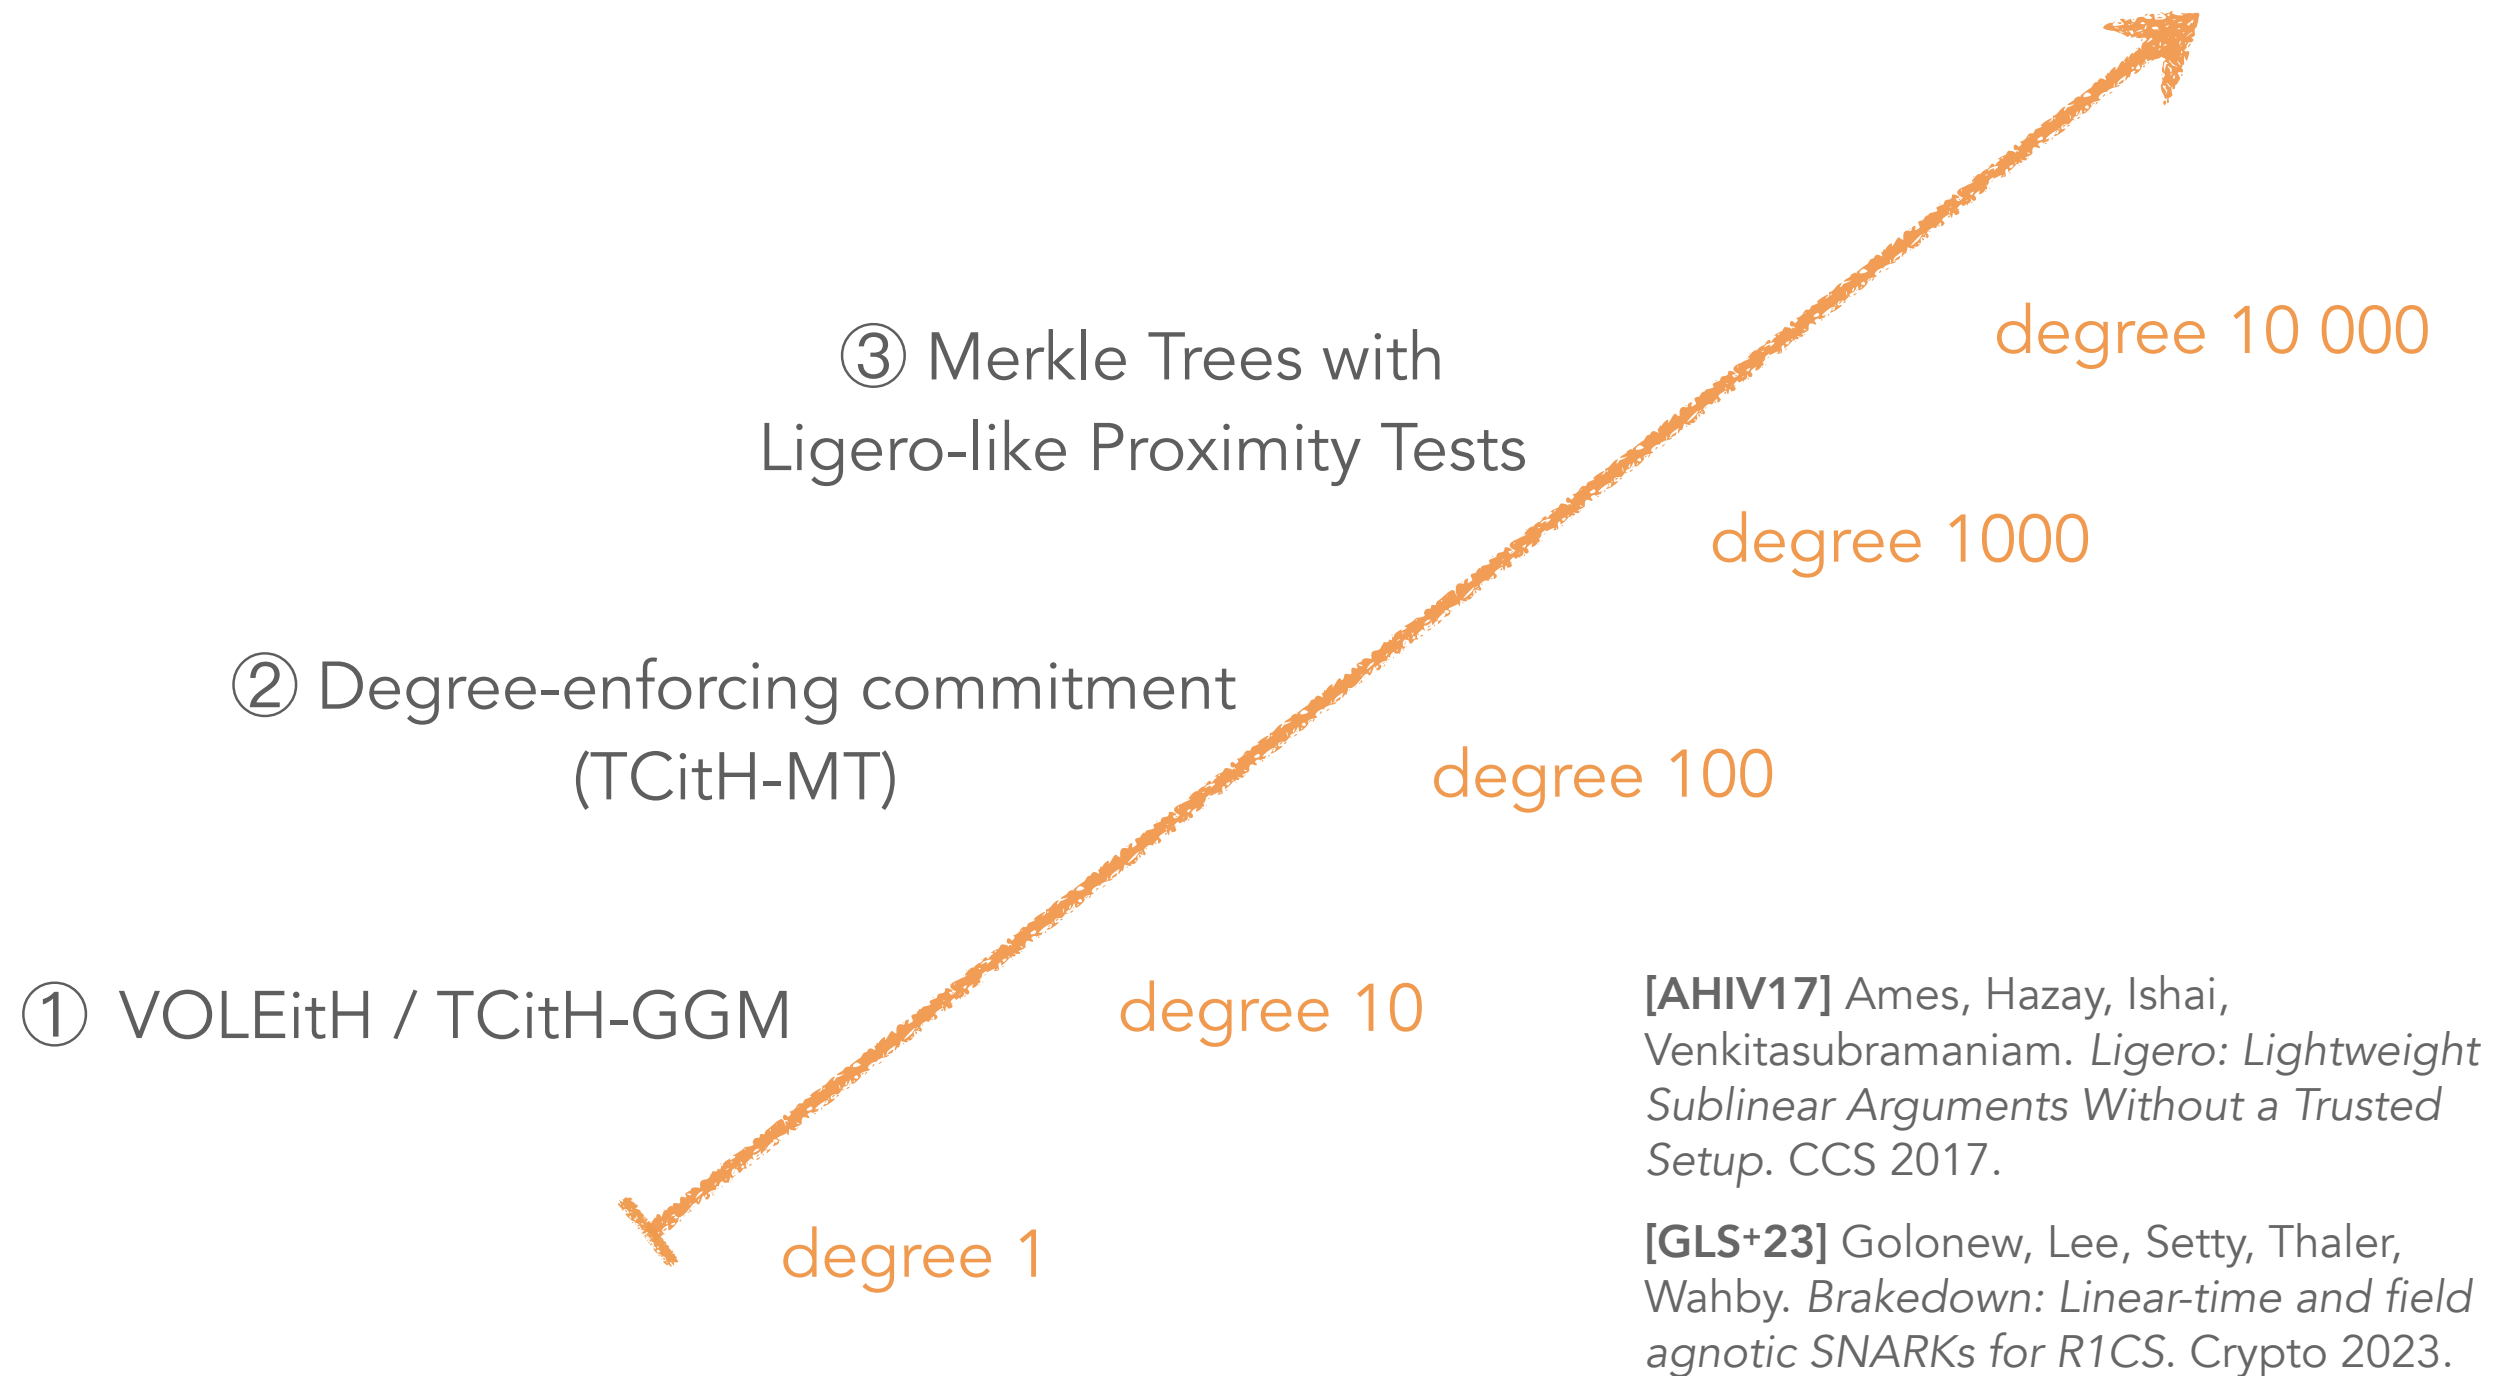 ③ Merkle Trees with
Ligero-like Proximity Tests
② Degree-enforcing commitment
(TCitH-MT)
① VOLEitH / TCitH-GGM
degree 10 000
degree 1000
degree 100
degree 10
degree 1
[AHIV17] Ames, Hazay, Ishai,
Venkitasubramaniam. Ligero: Lightweight
Sublinear Arguments Without a Trusted
Setup. CCS 2017.
[GLS+23] Golonew, Lee, Setty, Thaler,
Wahby. Brakedown: Linear-time and field
agnotic SNARKs for R1CS. Crypto 2023.